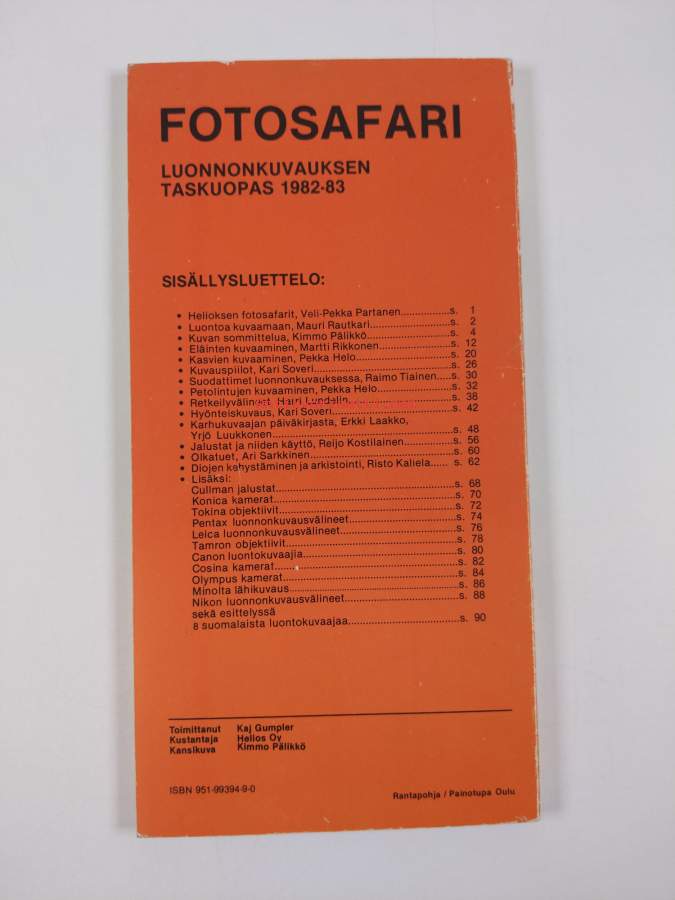 FOTOSAFARI
LUONNONKUVAUKSEN
TASKUOPAS 1982-83
SISÄLLYSLUETTELO:
• Helioksen fotosafarit, Veli-Pekka Partanen................s. 1
• Luontoa kuvaamaan, Mauri Rautkari........................s. 2
• Kuvan sommittelua, Kimmo Pälikkö........................s. 4
• Eläinten kuvaaminen, Martti Rikkonen....................s. 12
• Kasvien kuvaaminen, Pekka Helo............................s. 20
• Kuvauspiilot, Kari Soveri........................................s. 26
• Suodattimet luonnonkuvauksessa, Raimo Tiainen.....s. 30
• Petolintujen kuvaaminen, Pekka Helo......................s. 32
• Retkeilyvälineet, Harri Lundelin..............................s. 38
• Hyönteiskuvaus, Kari Soveri...................................s. 42
• Karhukuvaajan päiväkirjasta, Erkki Laakko,
Yrjö Luukkonen......................................................s. 48
• Jalustat ja niiden käyttö, Reijo Kostilainen...............s. 56
• Olkatuet, Ari Sarkkinen..........................................s. 60
• Diojen kehystäminen ja arkistointi, Risto Kaliela...... s. 62
• Lisäksi:
Cullman jalustat.....................................................s. 68
Konica kamerat......................................................s. 70
Tokina objektiivit....................................................s. 72
Pentax luonnonkuvausvälineet................................s. 74
Leica luonnonkuvausvälineet..................................s. 76
Tamron objektiivit..................................................s. 78
Canon luontokuvaajia.............................................s. 80
Cosina kamerat......................................................s. 82
Olympus kamerat...................................................s. 84
Minolta lähikuvaus.................................................s. 86
Nikon luonnonkuvausvälineet.................................s. 88
sekä esittelyssä
8 suomalaista luontokuvaajaa..................................s. 90
Toimittanut Kaj Gumpler
Kustantaja Helios Oy
Kansikuva Kimmo Pälikkö
ISBN 951-99394-9-0
Rantapohja / Painotupa Oulu